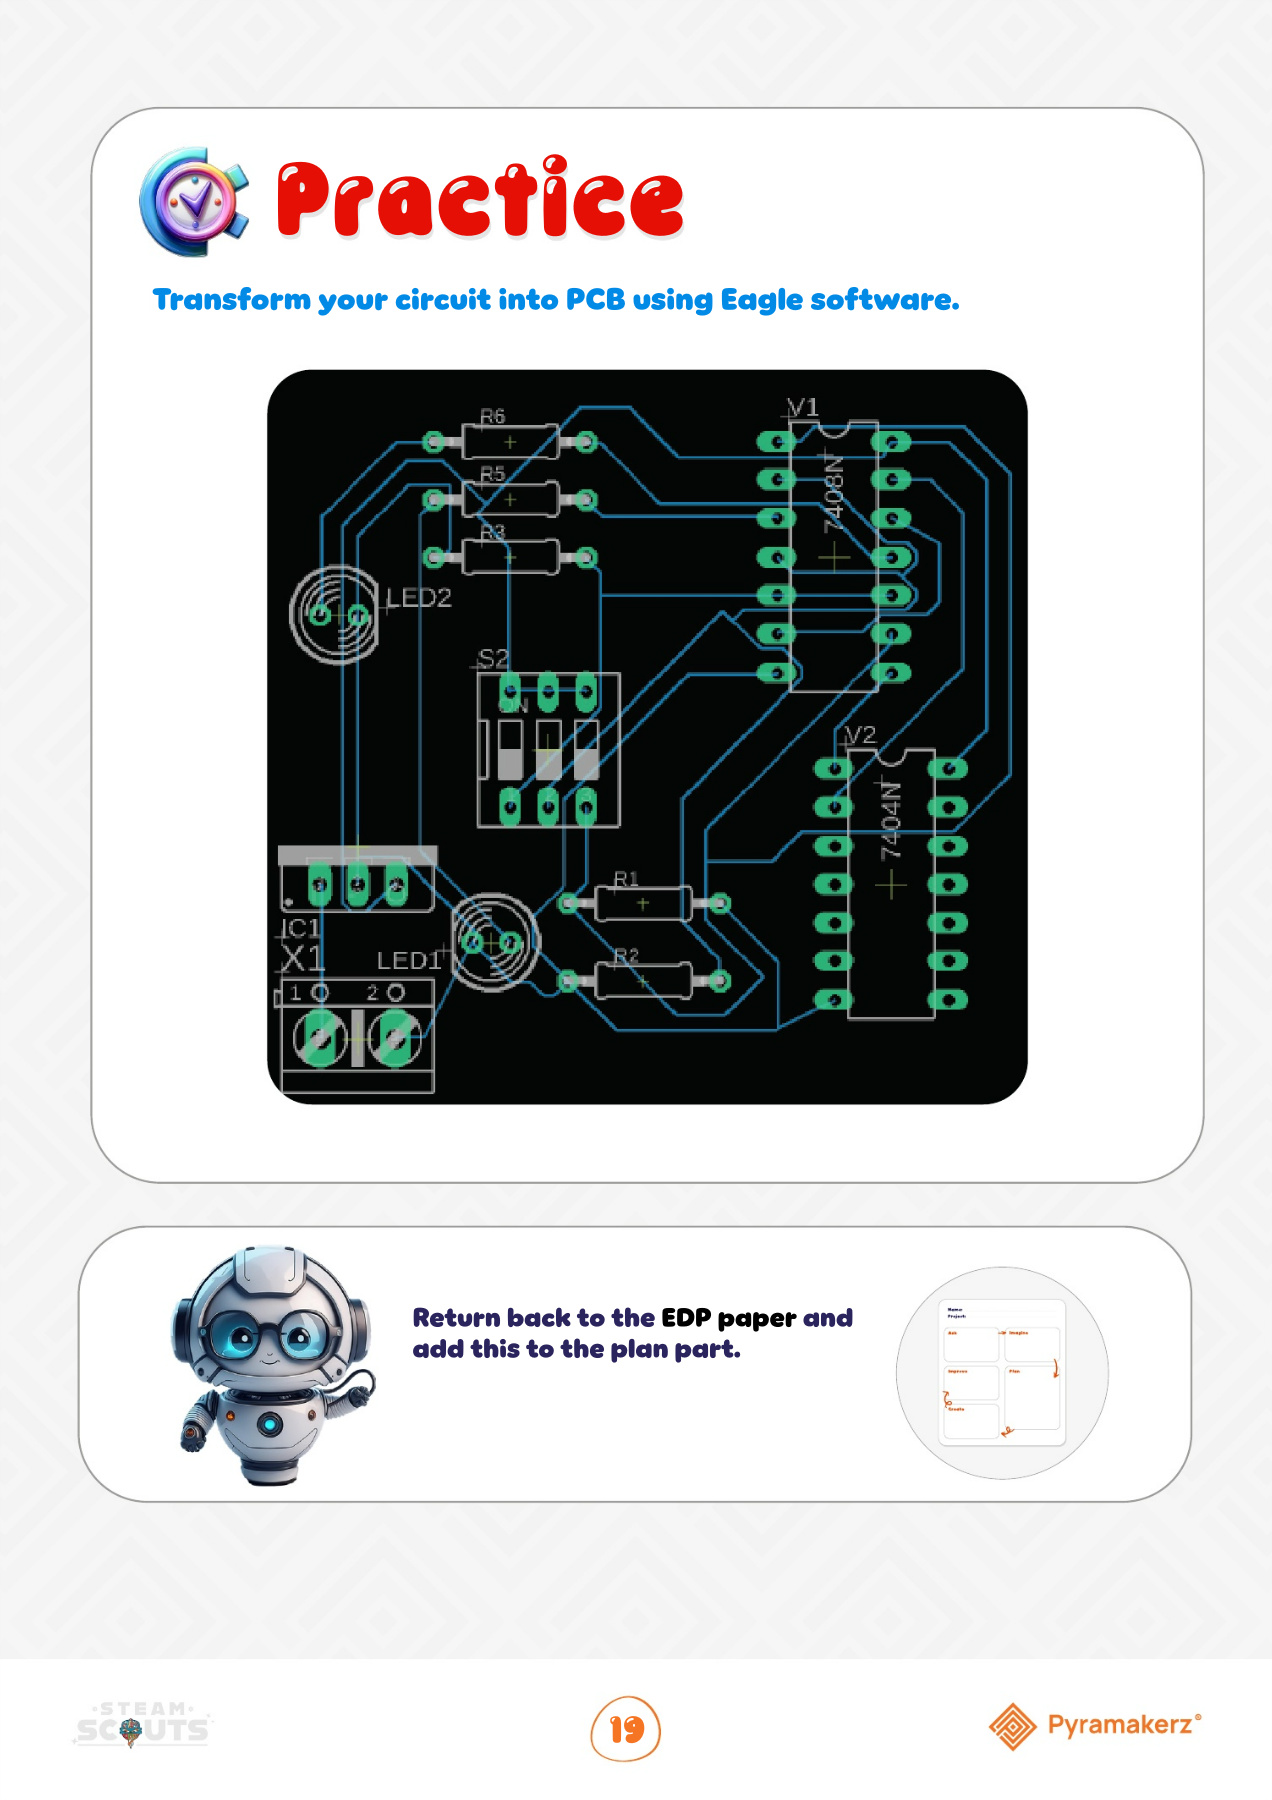 Practice
Transform your circuit into PCB using Eagle software.
R6
V1
R5
7408N
R3
LED2
S2
ON
V2
7404N
R1
IC1
X1
LED1
R2
1
2
Return back to the EDP paper and
add this to the plan part.
Name:
Project:
Ask
Imagine
Improve
Plan
Create
STEAM
SCOUTS
19
Pyramakerz®